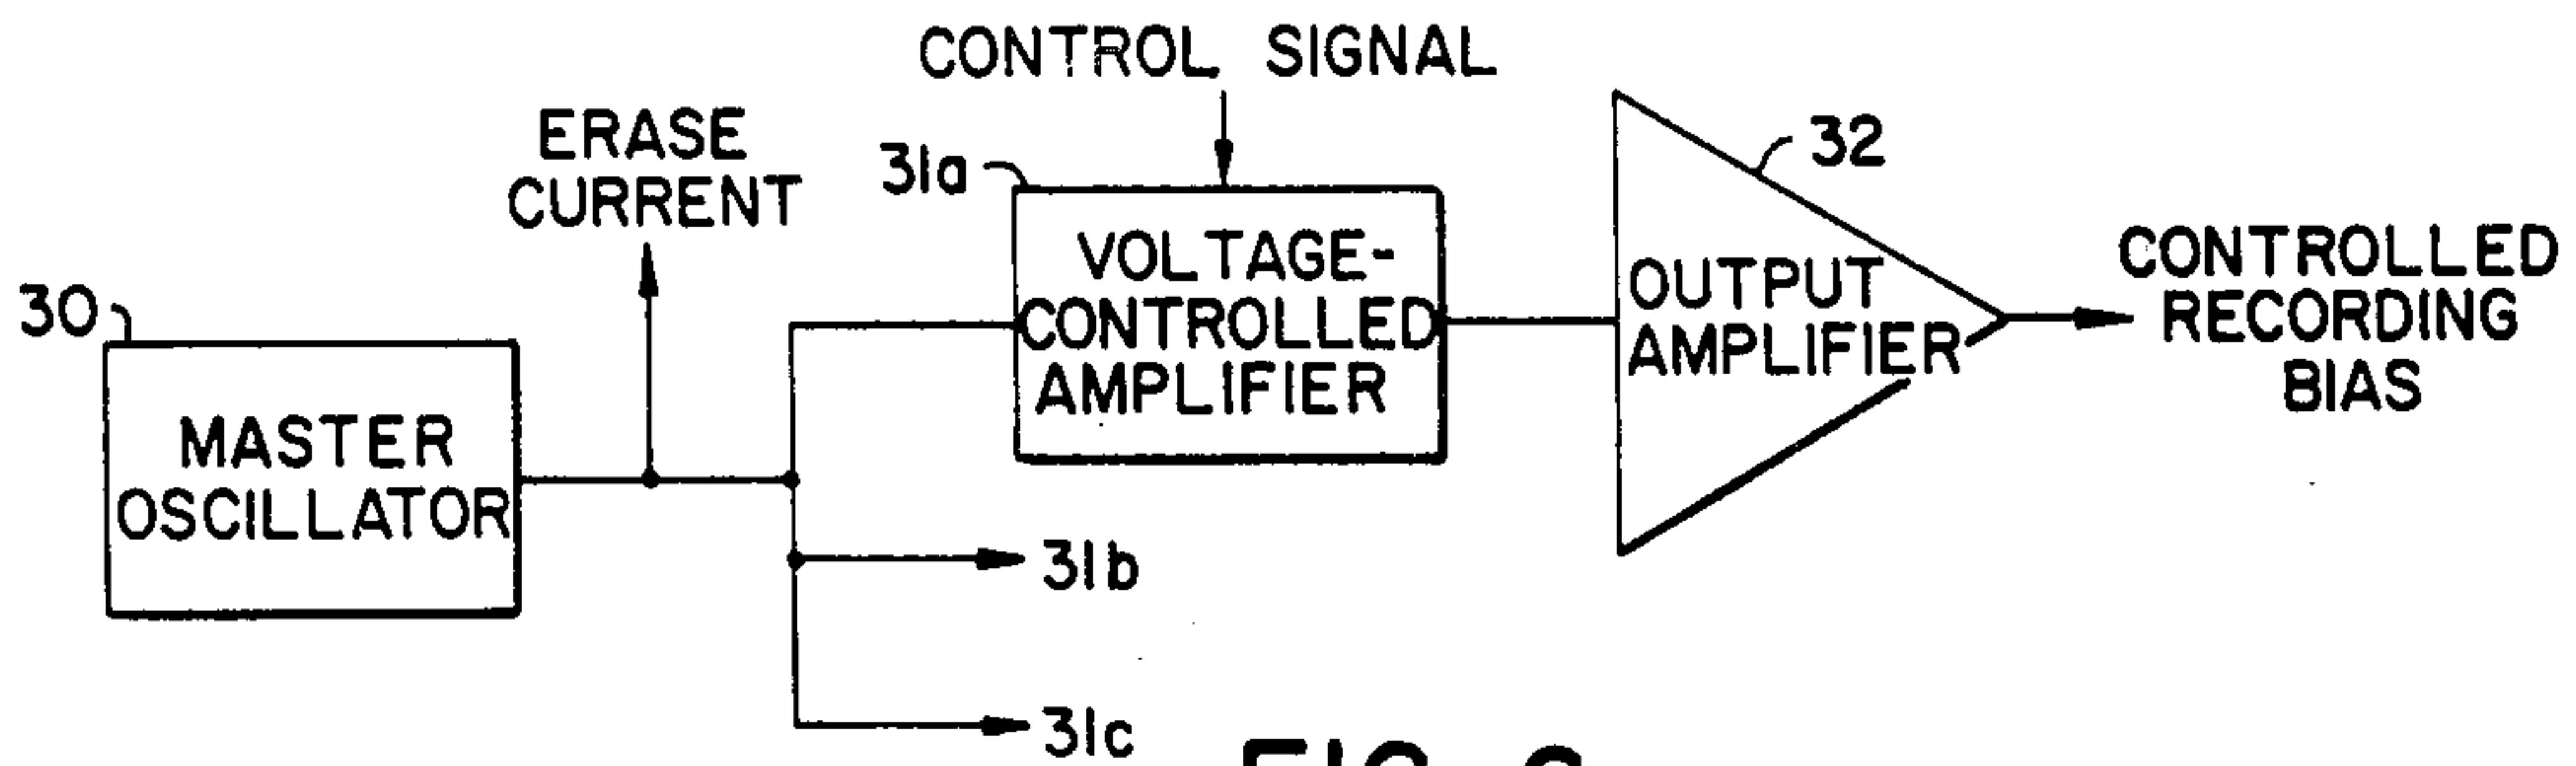 CONTROL SIGNAL
ERASE
CURRENT
31a
32
VOLTAGE-
CONTROLLED
AMPLIFIER
OUTPUT
AMPLIFIER
CONTROLLED
RECORDING
BIAS
30
MASTER
OSCILLATOR
31b
31c